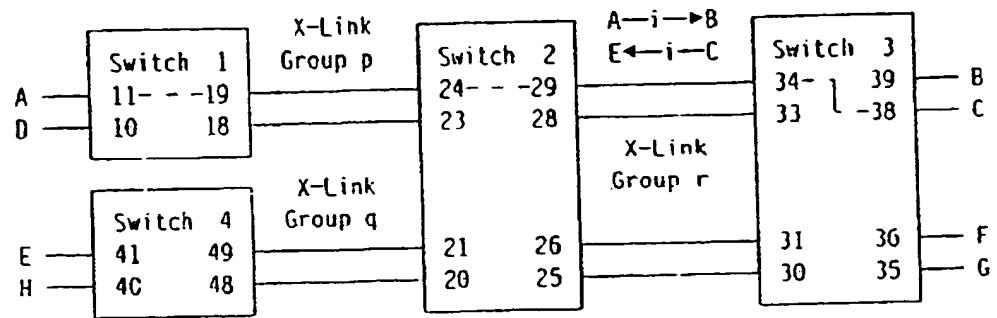 X-Link
Group p
A—i—►B
E◄—i—C
Switch 1
A 11- - -19
D 10 18
Switch 2
24- - -29
23 28
21 26
20 25
Switch 3
34- 39 B
33 -38 C
31 36 F
30 35 G
X-Link
Group r
X-Link
Group q
Switch 4
E 41 49
H 4C 48